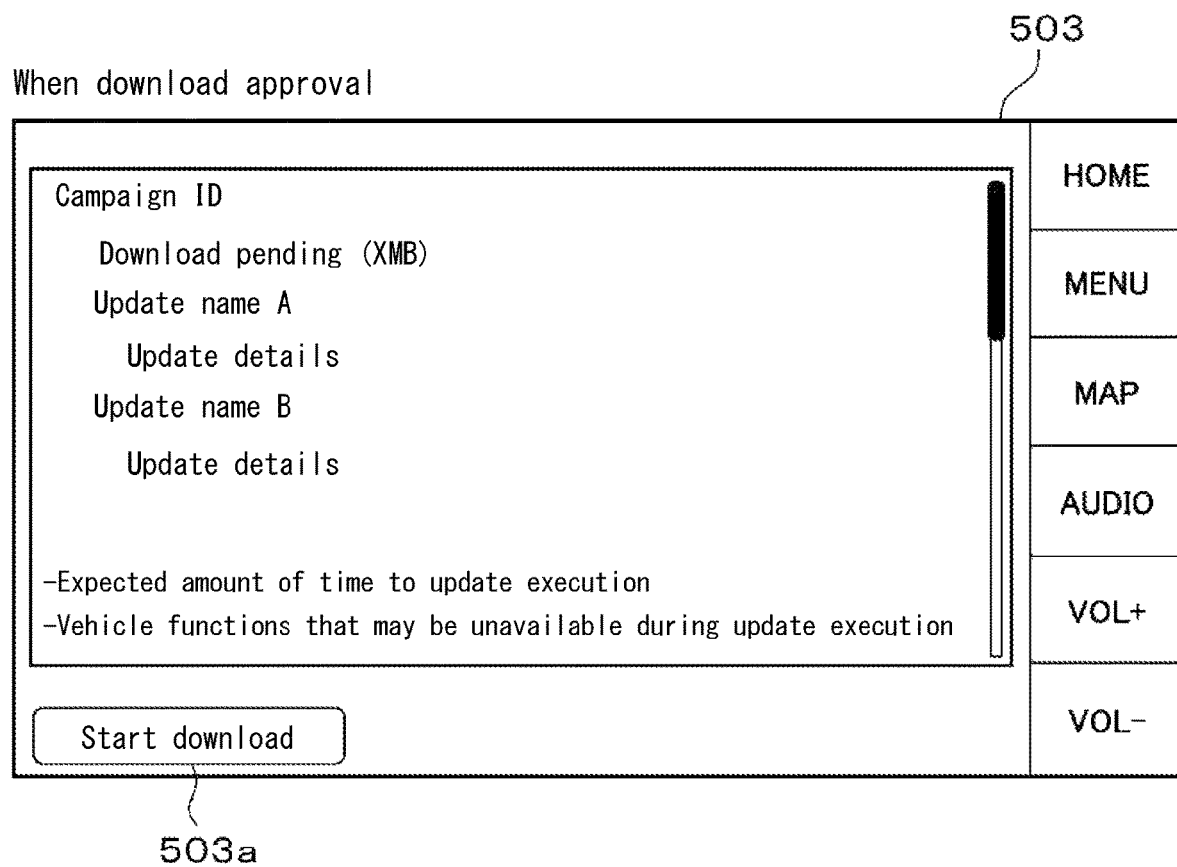 503
When download approval
Campaign ID
Download pending (XMB)
Update name A
Update details
Update name B
Update details
-Expected amount of time to update execution
-Vehicle functions that may be unavailable during update execution
Start download
HOME
MENU
MAP
AUDIO
VOL+
VOL-
503a